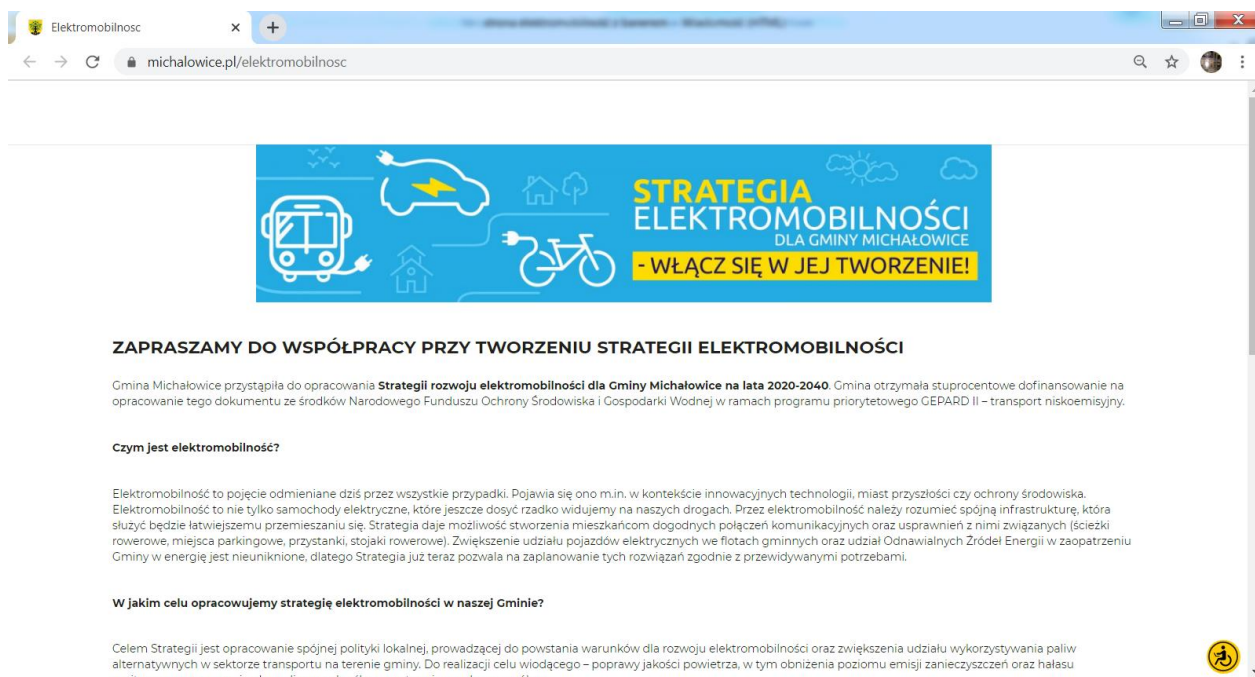 Elektromobilnosc
michalowice.pl/elektromobilnosc
STRATEGIA
ELEKTROMOBILNOŚCI
DLA GMINY MICHAŁOWICE
- WŁĄCZ SIĘ W JEJ TWORZENIE!
ZAPRASZAMY DO WSPÓŁPRACY PRZY TWORZENIU STRATEGII ELEKTROMOBILNOŚCI
Gmina Michałowice przystąpiła do opracowania Strategii rozwoju elektromobilności dla Gminy Michałowice na lata 2020-2040. Gmina otrzymała stuprocentowe dofinansowanie na
opracowanie tego dokumentu ze środków Narodowego Funduszu Ochrony Środowiska i Gospodarki Wodnej w ramach programu priorytetowego GEPARD II – transport niskoemisyjny.
Czym jest elektromobilność?
Elektromobilność to pojęcie odmieniane dziś przez wszystkie przypadki. Pojawia się ono m.in. w kontekście innowacyjnych technologii, miast przyszłości czy ochrony środowiska.
Elektromobilność to nie tylko samochody elektryczne, które jeszcze dosyć rzadko widujemy na naszych drogach. Przez elektromobilność należy rozumieć spójną infrastrukturę, która
służyć będzie łatwiejszemu przemieszaniu się. Strategia daje możliwość stworzenia mieszkańcom dogodnych połączeń komunikacyjnych oraz usprawnień z nimi związanych (ścieżki
rowerowe, miejsca parkingowe, przystanki, stojaki rowerowe). Zwiększenie udziału pojazdów elektrycznych we flotach gminnych oraz udział Odnawialnych Źródeł Energii w zaopatrzeniu
Gminy w energię jest nieuniknione, dlatego Strategia już teraz pozwala na zaplanowanie tych rozwiązań zgodnie z przewidywanymi potrzebami.
W jakim celu opracowujemy strategię elektromobilności w naszej Gminie?
Celem Strategii jest opracowanie spójnej polityki lokalnej, prowadzącej do powstania warunków dla rozwoju elektromobilności oraz zwiększenia udziału wykorzystywania paliw
alternatywnych w sektorze transportu na terenie gminy. Do realizacji celu wiodącego – poprawy jakości powietrza, w tym obniżenia poziomu emisji zanieczyszczeń oraz hałasu